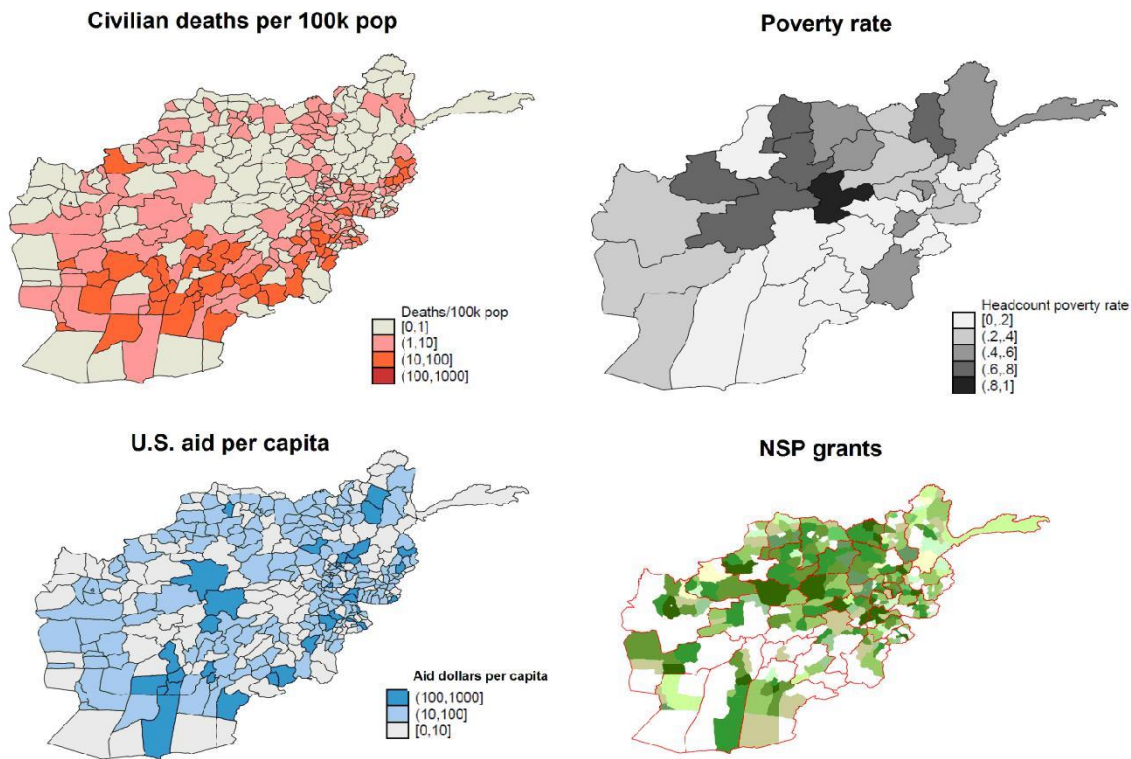 Civilian deaths per 100k pop
Deaths/100k pop
[0,1]
(1,10]
(10,100]
(100,1000]
Poverty rate
Headcount poverty rate
[0,.2]
(.2,.4]
(.4,.6]
(.6,.8]
(.8,1]
U.S. aid per capita
Aid dollars per capita
(100,1000]
(10,100]
[0,10]
NSP grants